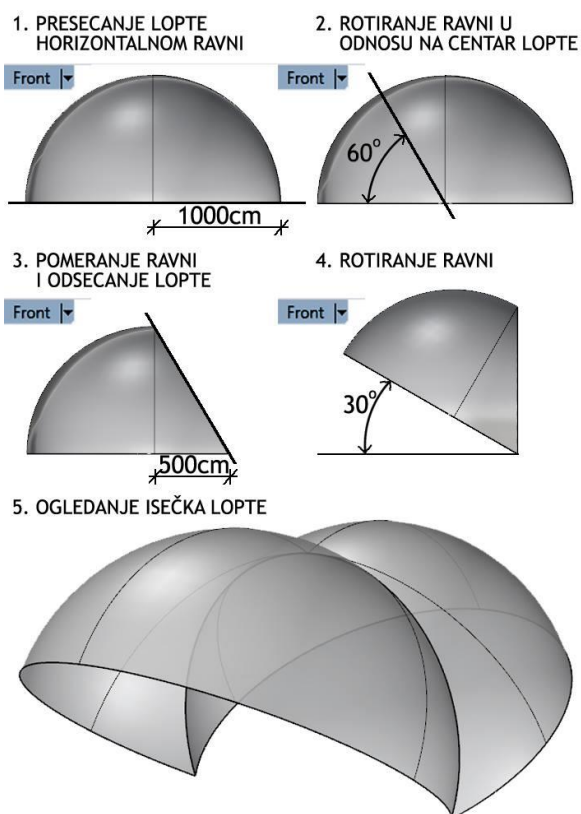 1. PRESECANJE LOPTE
HORIZONTALNOM RAVNI
Front
1000cm
2. ROTIRANJE RAVNI U
ODNOSU NA CENTAR LOPTE
Front
60°
3. POMERANJE RAVNI
I ODSECANJE LOPTE
Front
500cm
4. ROTIRANJE RAVNI
Front
30°
5. OGLEDANJE ISEČKA LOPTE